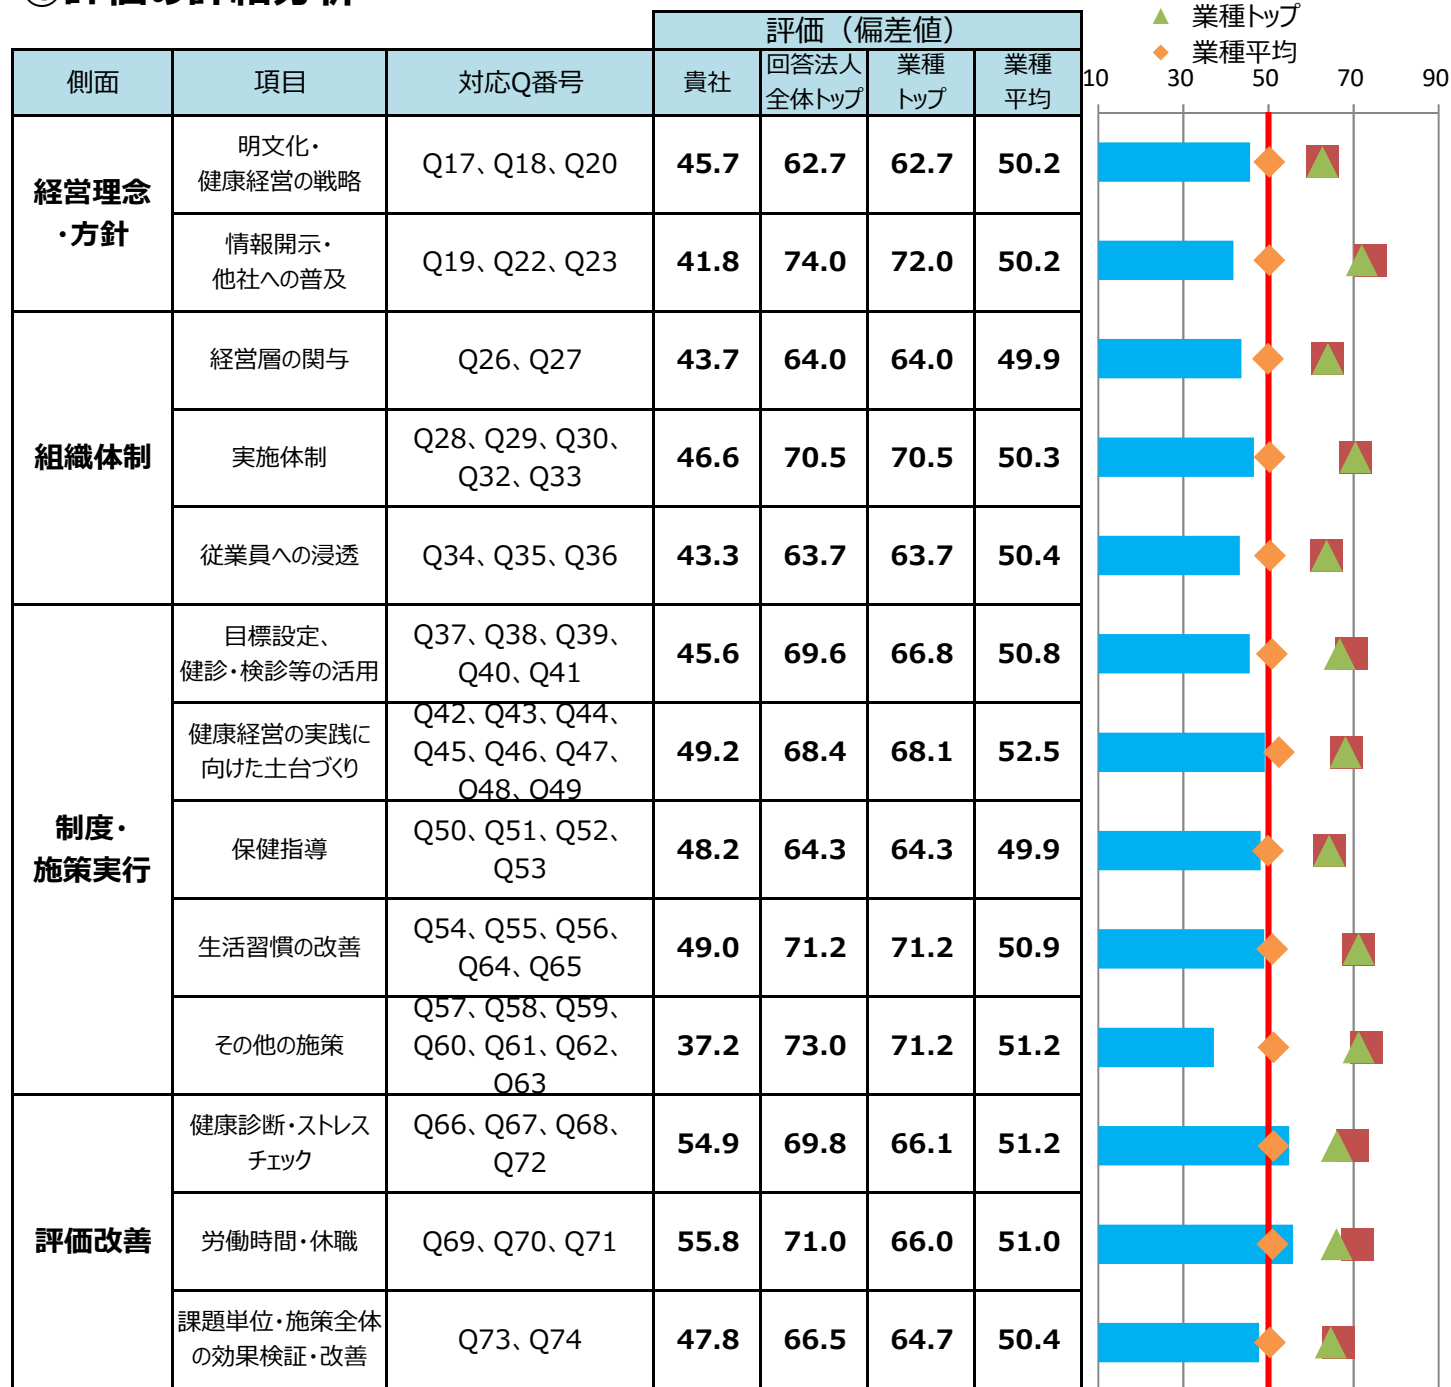 評価（偏差値）
側面 項目 対応Q番号 貴社 回答法人 業種 業種
全体トップ トップ 平均
▲ 業種トップ
◆ 業種平均
10 30 50 70 90
経営理念
・方針
明文化・
健康経営の戦略
Q17、Q18、Q20
45.7 62.7 62.7 50.2
情報開示・
他社への普及
Q19、Q22、Q23
41.8 74.0 72.0 50.2
組織体制
経営層の関与
Q26、Q27
43.7 64.0 64.0 49.9
実施体制
Q28、Q29、Q30、
Q32、Q33
46.6 70.5 70.5 50.3
従業員への浸透
Q34、Q35、Q36
43.3 63.7 63.7 50.4
制度・
施策実行
目標設定、
健診・検診等の活用
Q37、Q38、Q39、
Q40、Q41
45.6 69.6 66.8 50.8
健康経営の実践に
向けた土台づくり
Q42、Q43、Q44、
Q45、Q46、Q47、
Q48、Q49
49.2 68.4 68.1 52.5
保健指導
Q50、Q51、Q52、
Q53
48.2 64.3 64.3 49.9
生活習慣の改善
Q54、Q55、Q56、
Q64、Q65
49.0 71.2 71.2 50.9
その他の施策
Q57、Q58、Q59、
Q60、Q61、Q62、
Q63
37.2 73.0 71.2 51.2
評価改善
健康診断・ストレス
チェック
Q66、Q67、Q68、
Q72
54.9 69.8 66.1 51.2
労働時間・休職
Q69、Q70、Q71
55.8 71.0 66.0 51.0
課題単位・施策全体
の効果検証・改善
Q73、Q74
47.8 66.5 64.7 50.4